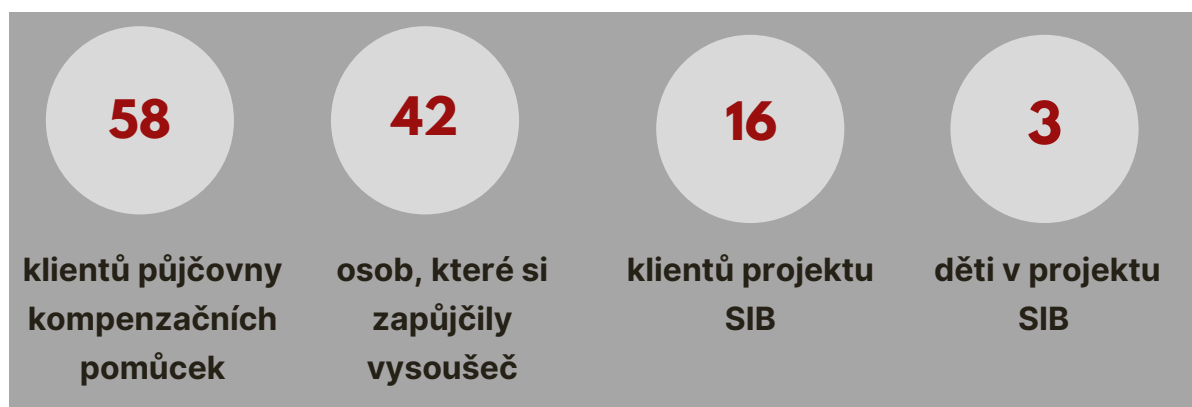 58
klientů půjčovny
kompenzačních
pomůcek
42
osob, které si
zapůjčily
vysoušeč
16
klientů projektu
SIB
3
děti v projektu
SIB